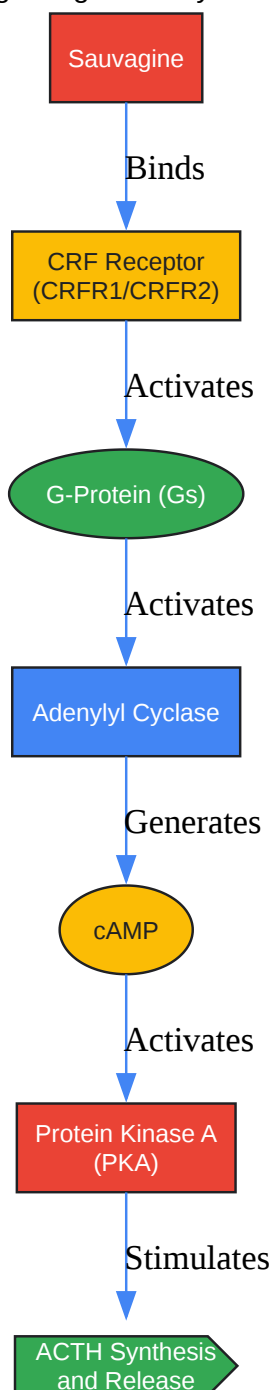 Sauvagine
Binds
CRF Receptor
(CRFR1/CRFR2)
Activates
G-Protein (Gs)
Activates
Adenylyl Cyclase
Generates
cAMP
Activates
Protein Kinase A
(PKA)
Stimulates
ACTH Synthesis
and Release